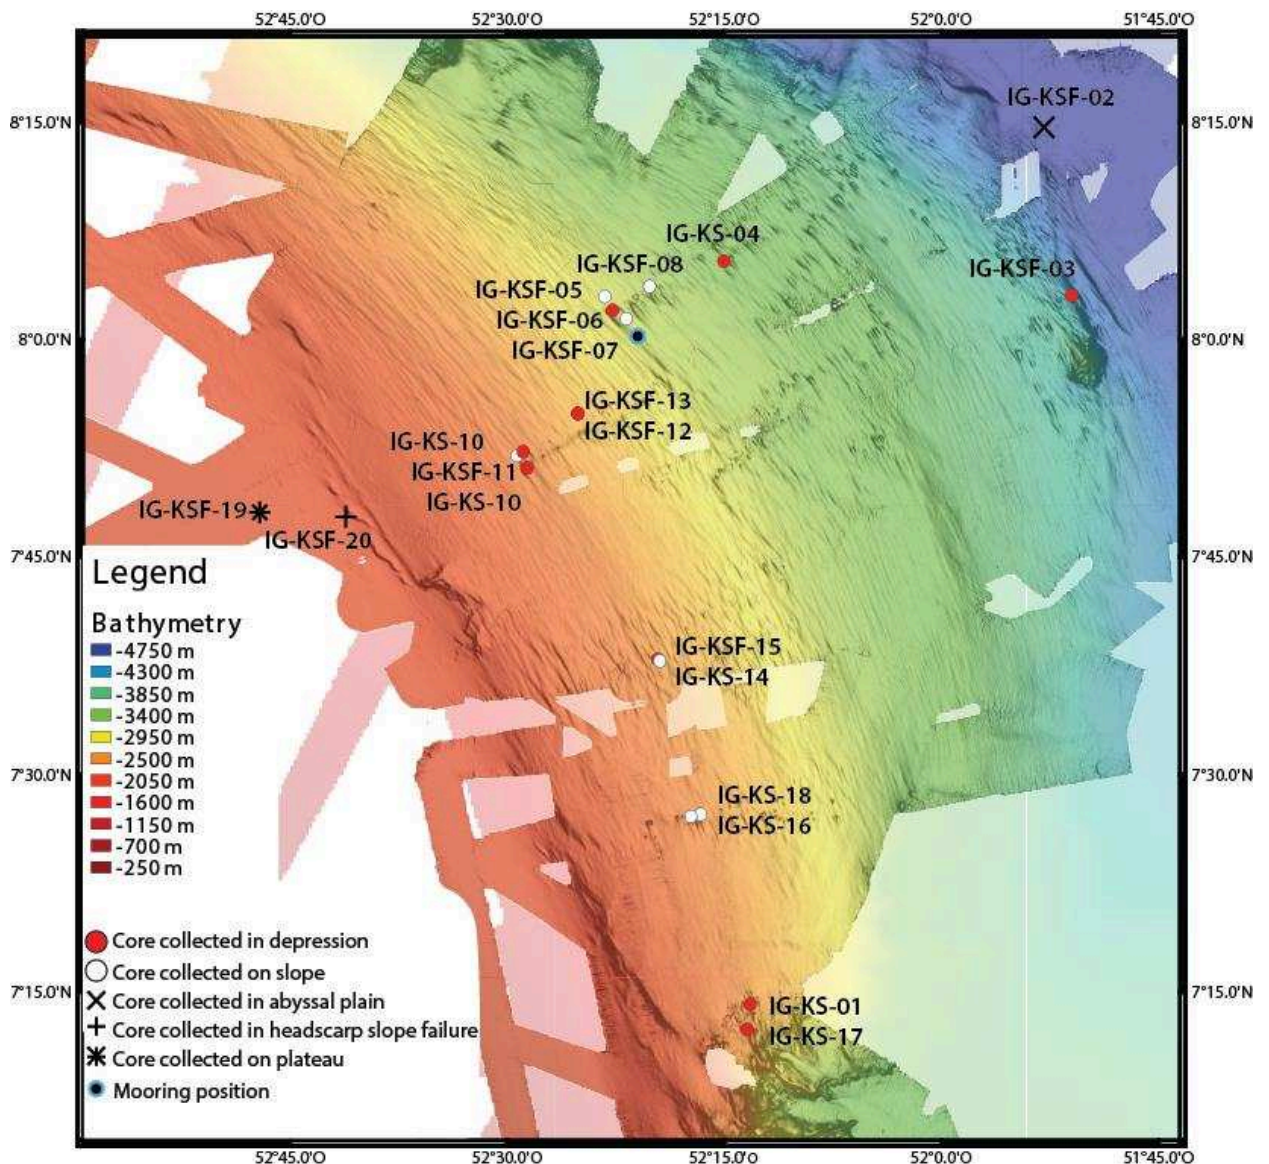 52°45.0'O 52°30.0'O 52°15.0'O 52°0.0'O 51°45.0'O
IG-KSF-02
8°15.0'N 8°15.0'N
IG-KS-04
IG-KSF-08
IG-KSF-03
IG-KSF-05
IG-KSF-06
8°0.0'N 8°0.0'N
IG-KSF-07
IG-KSF-13
IG-KSF-12
IG-KS-10
IG-KSF-11
IG-KS-10
IG-KSF-19
IG-KSF-20
7°45.0'N 7°45.0'N
Legend
Bathymetry
-4750 m
-4300 m
-3850 m
-3400 m
-2950 m
-2500 m
-2050 m
-1600 m
-1150 m
-700 m
-250 m
IG-KSF-15
IG-KS-14
7°30.0'N 7°30.0'N
IG-KS-18
IG-KS-16
Core collected in depression
Core collected on slope
Core collected in abyssal plain
Core collected in headscarp slope failure
Core collected on plateau
Mooring position
7°15.0'N 7°15.0'N
IG-KS-01
IG-KS-17
52°45.0'O 52°30.0'O 52°15.0'O 52°0.0'O 51°45.0'O